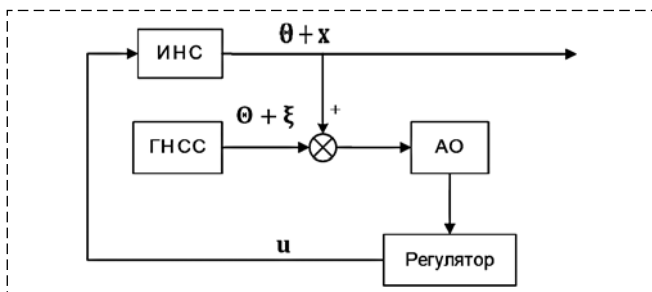 ИНС
θ + x
Θ + ξ
+
ГНСС
АО
u
Регулятор